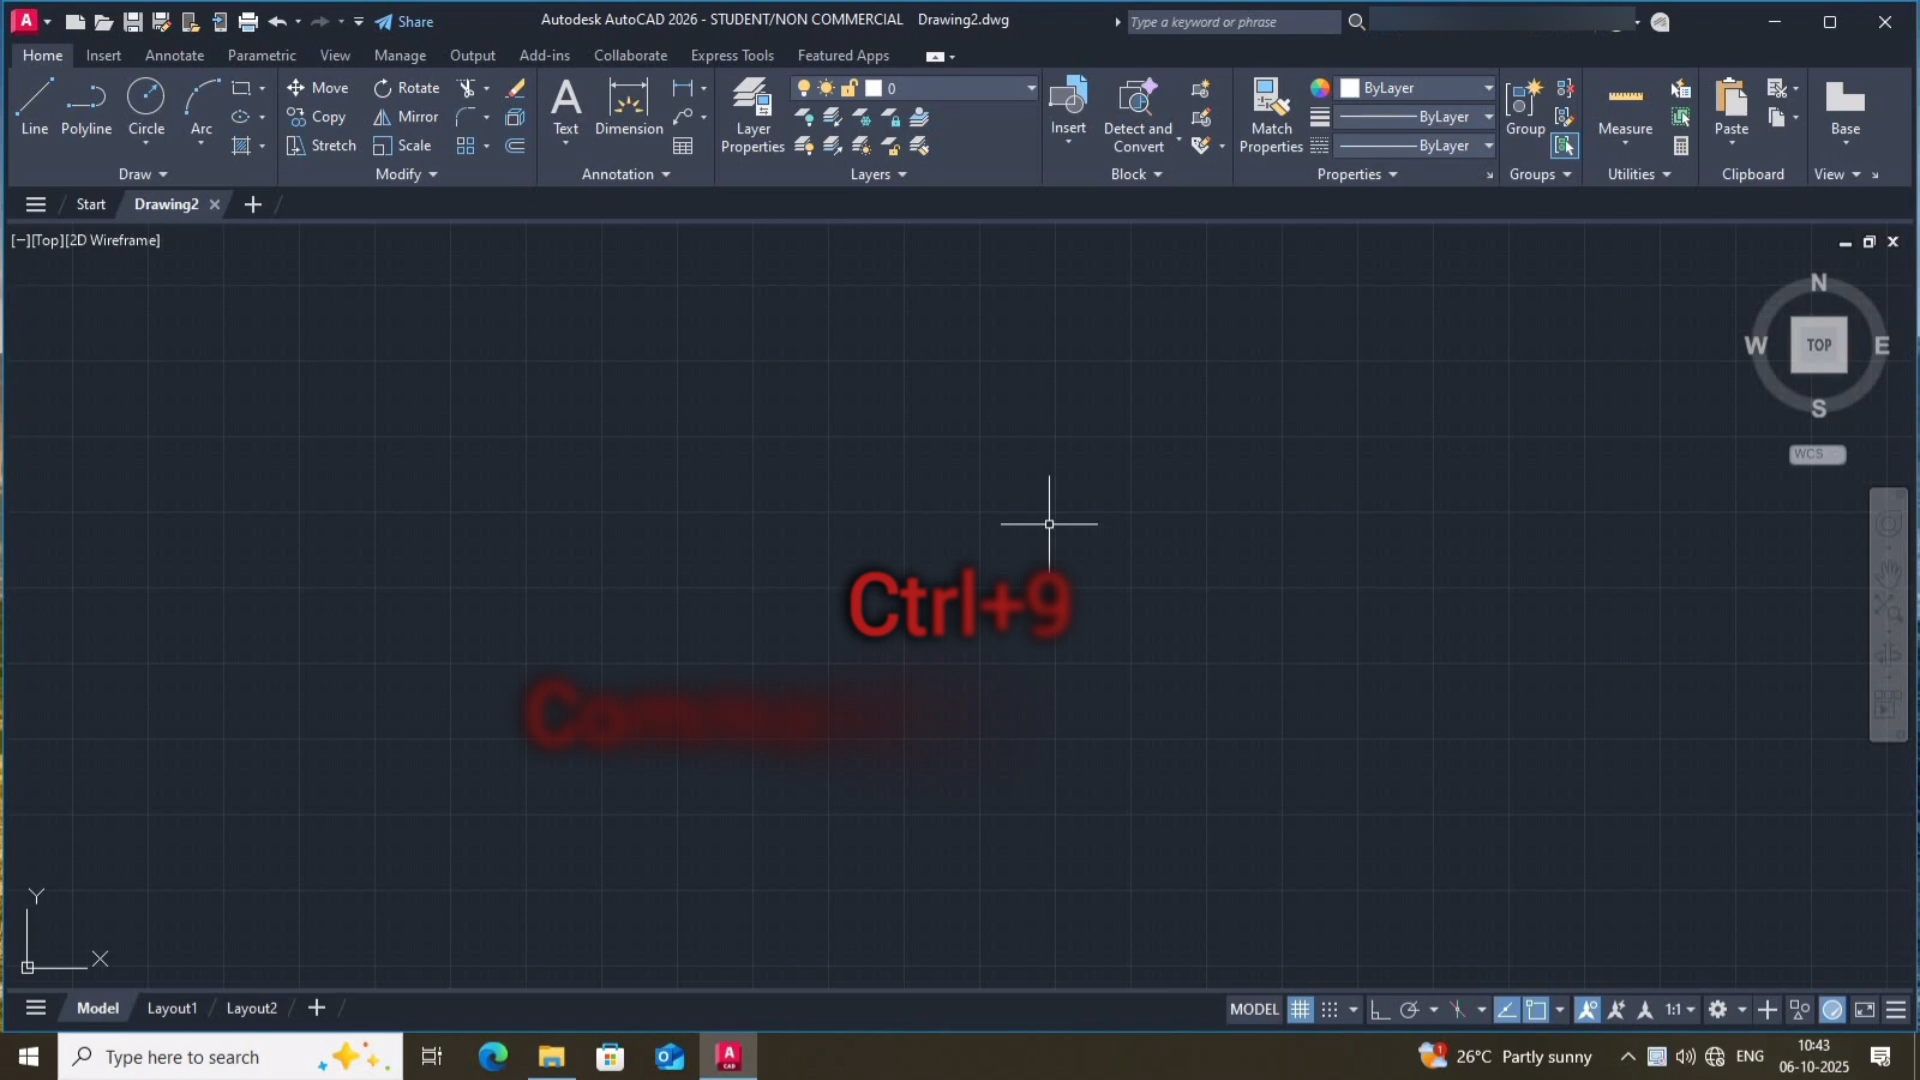 A Share Autodesk AutoCAD 2026 - STUDENT/NON COMMERCIAL Drawing2.dwg Type a keyword or phrase
Home Insert Annotate Parametric View Manage Output Add-ins Collaborate Express Tools Featured Apps
Line Polyline Circle Arc
Draw
Move Rotate
Copy Mirror
Stretch Scale
Modify
A
Text Dimension
Annotation
Layer Properties
0
Layers
Insert Detect and Convert
Block
Match Properties
ByLayer
ByLayer
ByLayer
Properties
Group
Groups
Measure
Utilities
Paste
Clipboard
Base
View
Start Drawing2
[−][Top][2D Wireframe]
N
W TOP E
S
WCS
Ctrl+9
Y
X
Model Layout1 Layout2
MODEL 1:1
Type here to search
A
CAD
1
26°C Partly sunny
ENG
10:43
06-10-2025